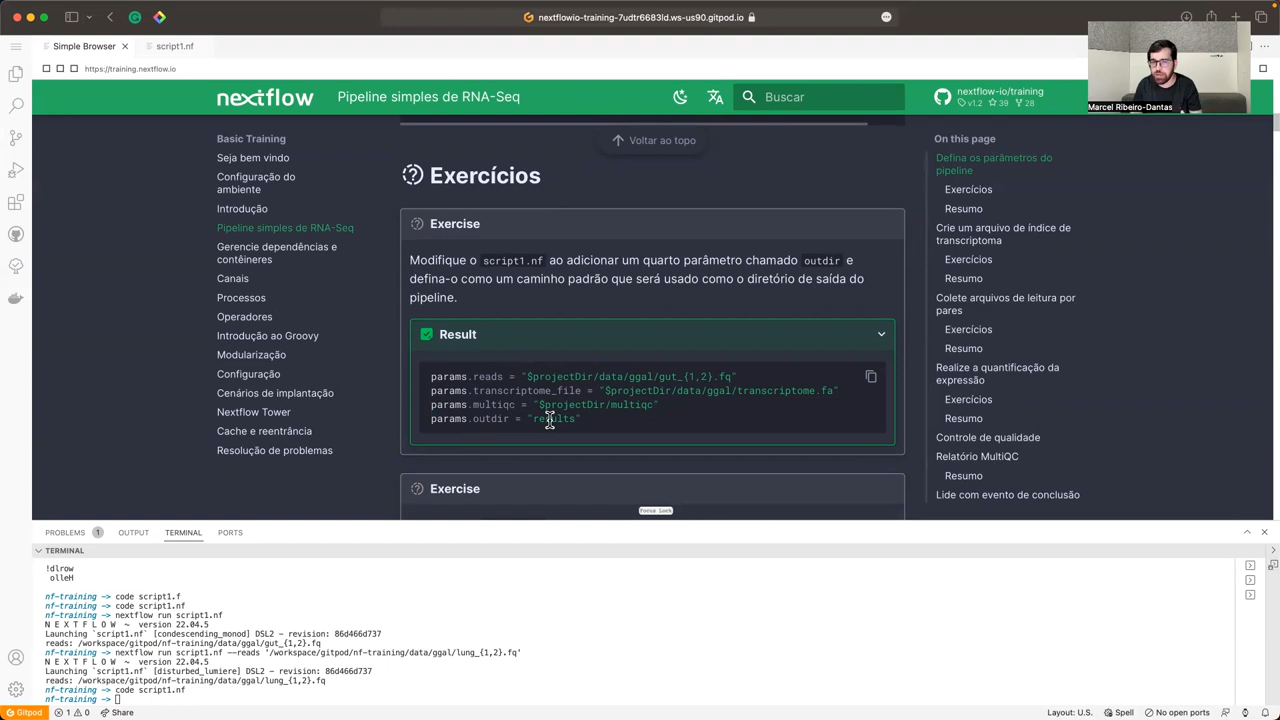 nextflowio-training-7udtr6683ld.ws-us90.gitpod.io
Simple Browser
script1.nf
https://training.nextflow.io
Marcel Ribeiro-Dantas
nextflow
Pipeline simples de RNA-Seq
Buscar
nextflow-io/training
v1.2 39 28
Basic Training
Seja bem vindo
Configuração do
ambiente
Introdução
Pipeline simples de RNA-Seq
Gerencie dependências e
contêineres
Canais
Processos
Operadores
Introdução ao Groovy
Modularização
Configuração
Cenários de implantação
Nextflow Tower
Cache e reentrância
Resolução de problemas
Voltar ao topo
Exercícios
Exercise
Modifique o script1.nf ao adicionar um quarto parâmetro chamado outdir e
defina-o como um caminho padrão que será usado como o diretório de saída do
pipeline.
Result
params.reads = "$projectDir/data/ggal/gut_{1,2}.fq"
params.transcriptome_file = "$projectDir/data/ggal/transcriptome.fa"
params.multiqc = "$projectDir/multiqc"
params.outdir = "results"
Exercise
Focus Lock
On this page
Defina os parâmetros do
pipeline
Exercícios
Resumo
Crie um arquivo de índice de
transcriptoma
Exercícios
Resumo
Colete arquivos de leitura por
pares
Exercícios
Resumo
Realize a quantificação da
expressão
Exercícios
Resumo
Controle de qualidade
Relatório MultiQC
Resumo
Lide com evento de conclusão
PROBLEMS 1 OUTPUT TERMINAL PORTS
TERMINAL
!dlrow
olleH
nf-training -> code script1.f
nf-training -> code script1.nf
nf-training -> nextflow run script1.nf
N E X T F L O W ~ version 22.04.5
Launching `script1.nf` [condescending_monod] DSL2 - revision: 86d466d737
reads: /workspace/gitpod/nf-training/data/ggal/gut_{1,2}.fq
nf-training -> nextflow run script1.nf --reads '/workspace/gitpod/nf-training/data/ggal/lung_{1,2}.fq'
N E X T F L O W ~ version 22.04.5
Launching `script1.nf` [disturbed_lumiere] DSL2 - revision: 86d466d737
reads: /workspace/gitpod/nf-training/data/ggal/lung_{1,2}.fq
nf-training -> code script1.nf
nf-training ->
Gitpod 1 0 Share
Layout: U.S. Spell No open ports